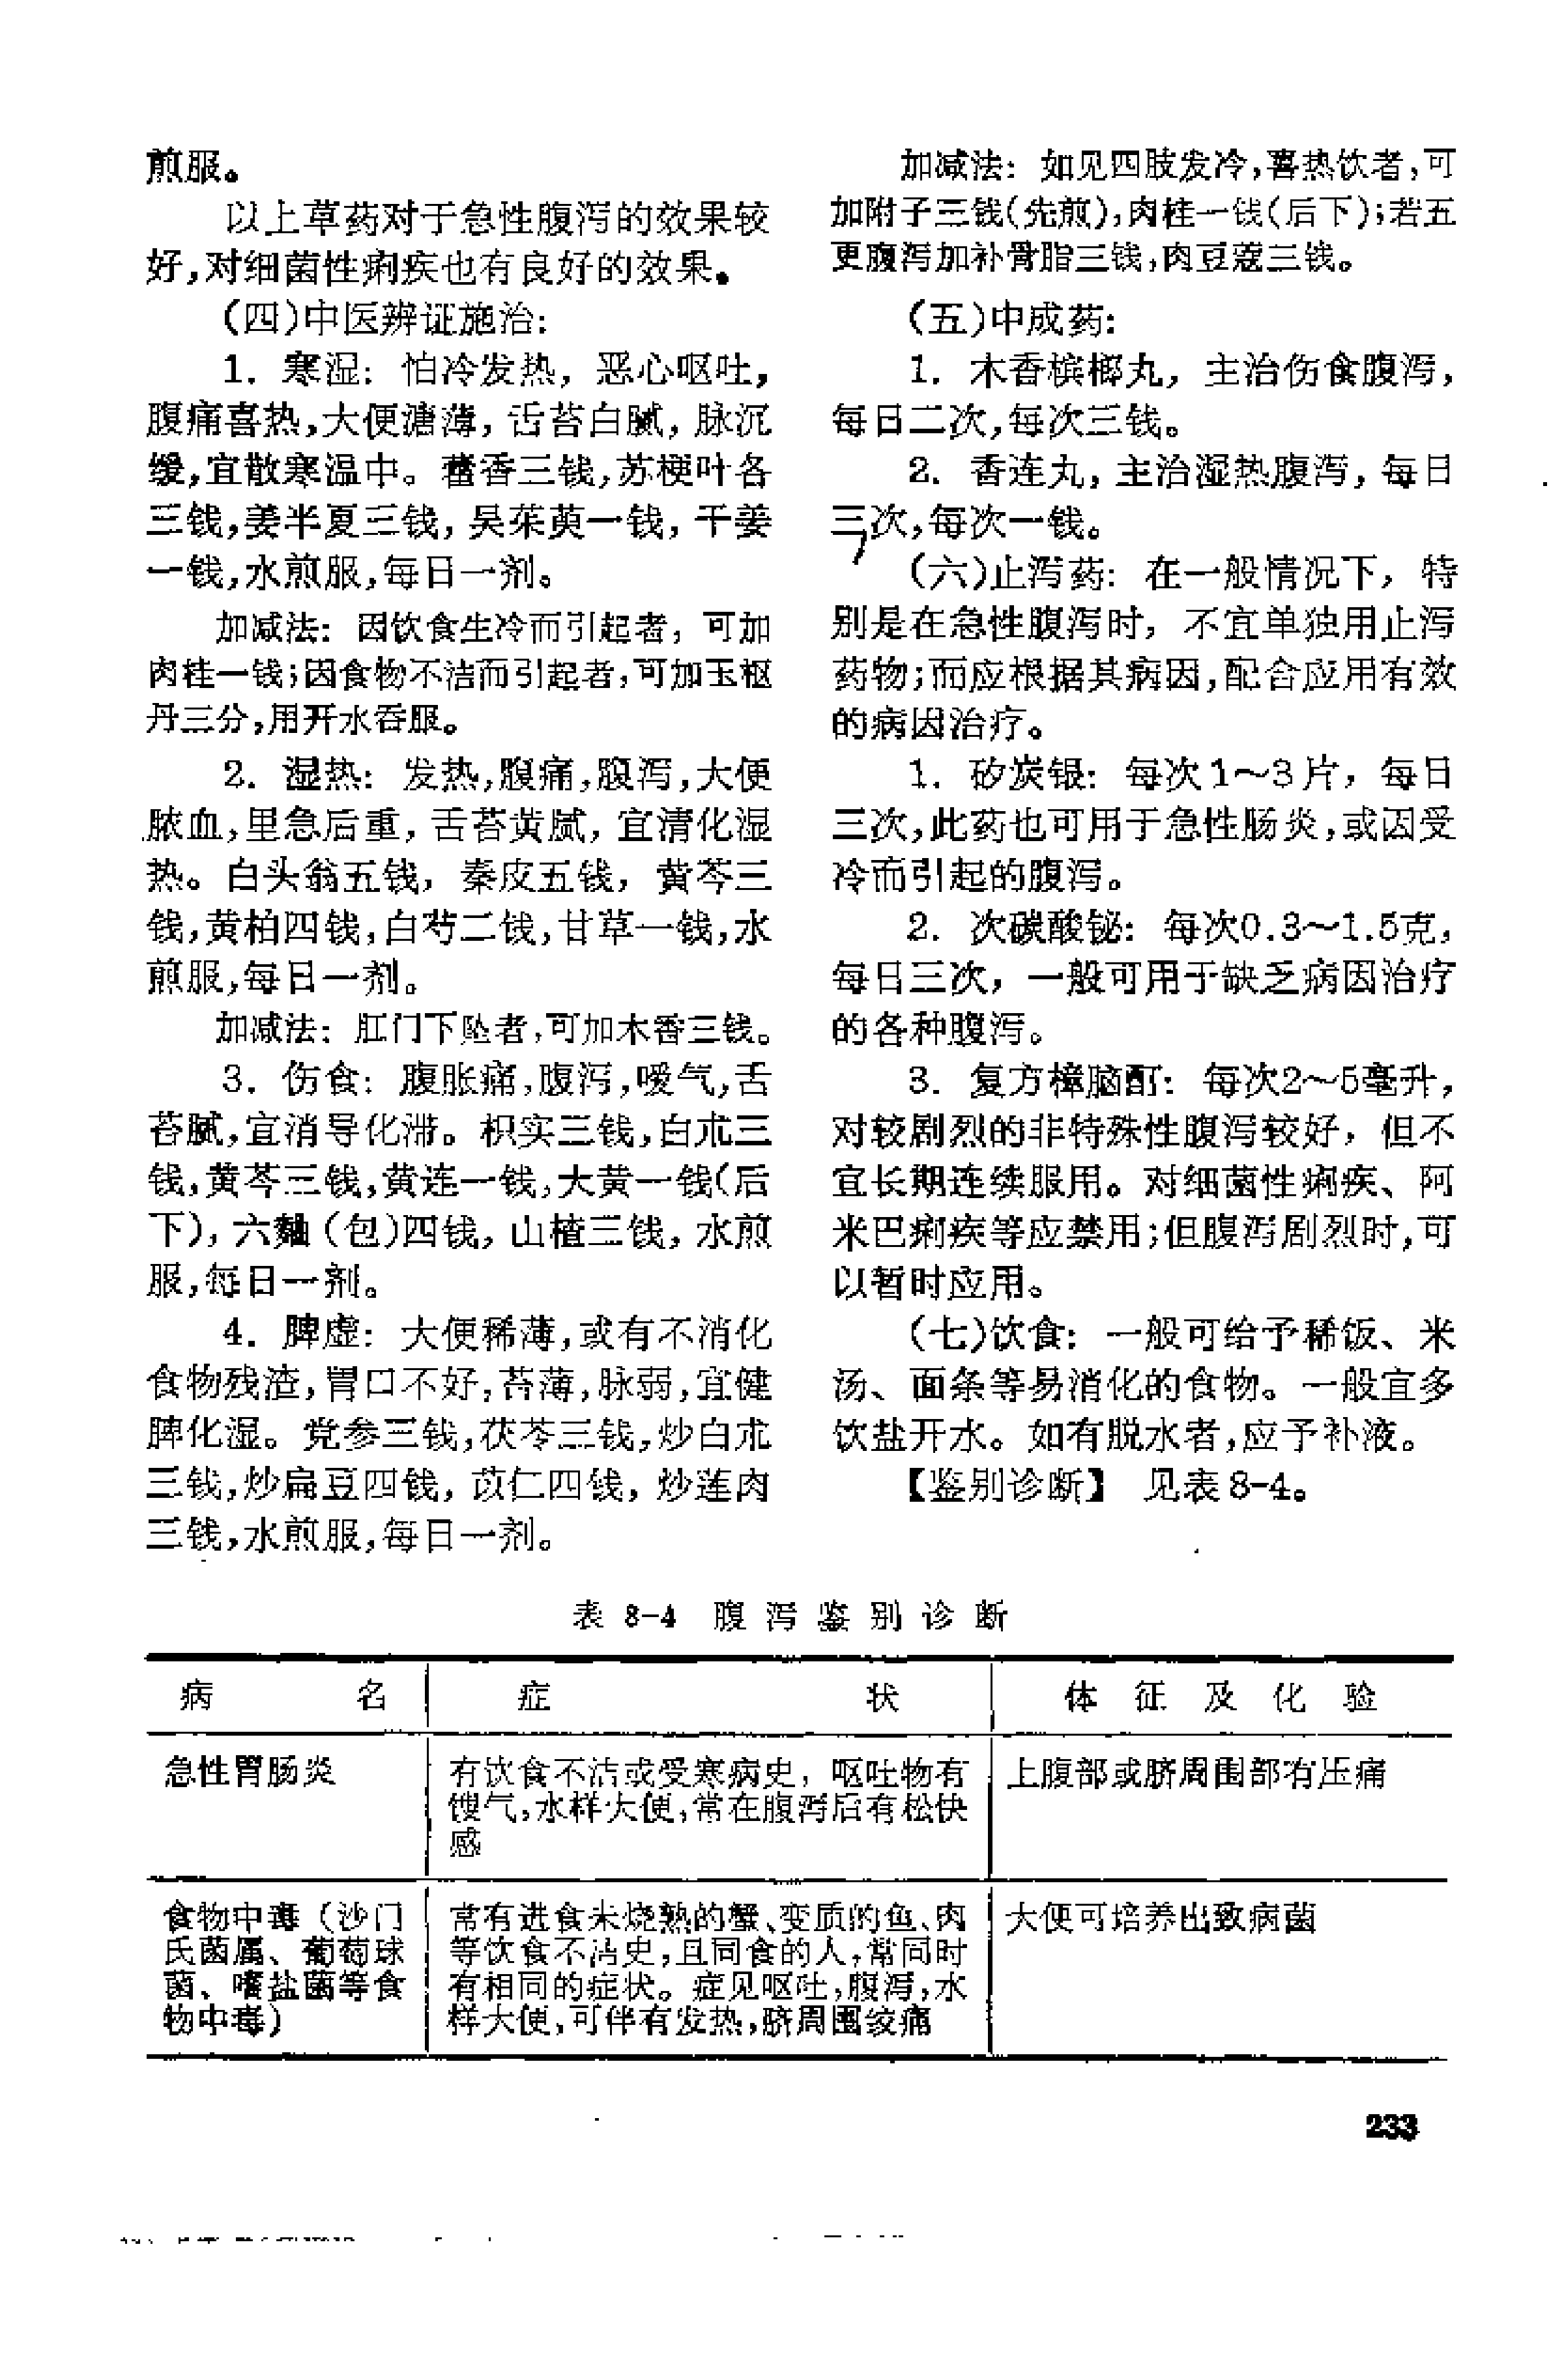 煎服。
以上草药对于急性腹泻的效果较
好,对细菌性痢疾也有良好的效果。
(四)中医辨证施治:
1. 寒湿: 怕冷发热, 恶心呕吐,
腹痛喜热,大便溏薄, 舌苔白腻, 脉沉
缓,宜散寒温中。藿香三钱,苏梗叶各
三钱,姜半夏三钱, 吴茱萸一钱, 干姜
一钱,水煎服,每日一剂。
加减法: 因饮食生冷而引起者, 可加
肉桂一钱;因食物不洁而引起者,可加玉枢
丹三分,用开水吞服。
2. 湿热: 发热,腹痛,腹泻,大便
脓血,里急后重, 舌苔黄腻, 宜清化湿
热。白头翁五钱, 秦皮五钱, 黄芩三
钱,黄柏四钱,白芍二钱,甘草一钱,水
煎服,每日一剂。
加减法: 肛门下坠者,可加木香三钱。
3. 伤食: 腹胀痛,腹泻,嗳气,舌
苔腻,宜消导化滞。枳实三钱,白朮三
钱,黄芩三钱,黄连一钱,大黄一钱(后
下), 六麯(包)四钱, 山楂三钱, 水煎
服,每日一剂。
4. 脾虚: 大便稀薄,或有不消化
食物残渣,胃口不好,苔薄,脉弱,宜健
脾化湿。党参三钱,茯苓三钱,炒白朮
三钱,炒扁豆四钱, 苡仁四钱, 炒莲肉
三钱,水煎服,每日一剂。
加减法: 如见四肢发冷,喜热饮者,可
加附子三钱(先煎),肉桂一钱(后下);若五
更腹泻加补骨脂三钱,肉豆蔻三钱。
(五)中成药:
1. 木香槟榔丸, 主治伤食腹泻,
每日二次,每次三钱。
2. 香连丸, 主治湿热腹泻, 每日
三次,每次一钱。
(六)止泻药: 在一般情况下, 特
别是在急性腹泻时, 不宜单独用止泻
药物;而应根据其病因,配合应用有效
的病因治疗。
1. 矽炭银: 每次1～3片, 每日
三次,此药也可用于急性肠炎,或因受
冷而引起的腹泻。
2. 次碳酸铋: 每次0.3～1.5克,
每日三次, 一般可用于缺乏病因治疗
的各种腹泻。
3. 复方樟脑酊: 每次2～5毫升,
对较剧烈的非特殊性腹泻较好, 但不
宜长期连续服用。对细菌性痢疾、阿
米巴痢疾等应禁用;但腹泻剧烈时,可
以暂时应用。
(七)饮食: 一般可给予稀饭、米
汤、面条等易消化的食物。一般宜多
饮盐开水。如有脱水者,应予补液。
【鉴别诊断】 见表8-4。
表 8-4 腹泻鉴别诊断
病名 症状 体征及化验
急性胃肠炎
有饮食不洁或受寒病史, 呕吐物有
馊气,水样大便,常在腹泻后有松快
感
上腹部或脐周围部有压痛
食物中毒(沙门
氏菌属、葡萄球
菌、嗜盐菌等食
物中毒)
常有进食未烧熟的蟹、变质的鱼、肉
等饮食不洁史,且同食的人,常同时
有相同的症状。症见呕吐,腹泻,水
样大便,可伴有发热,脐周围绞痛
大便可培养出致病菌
233